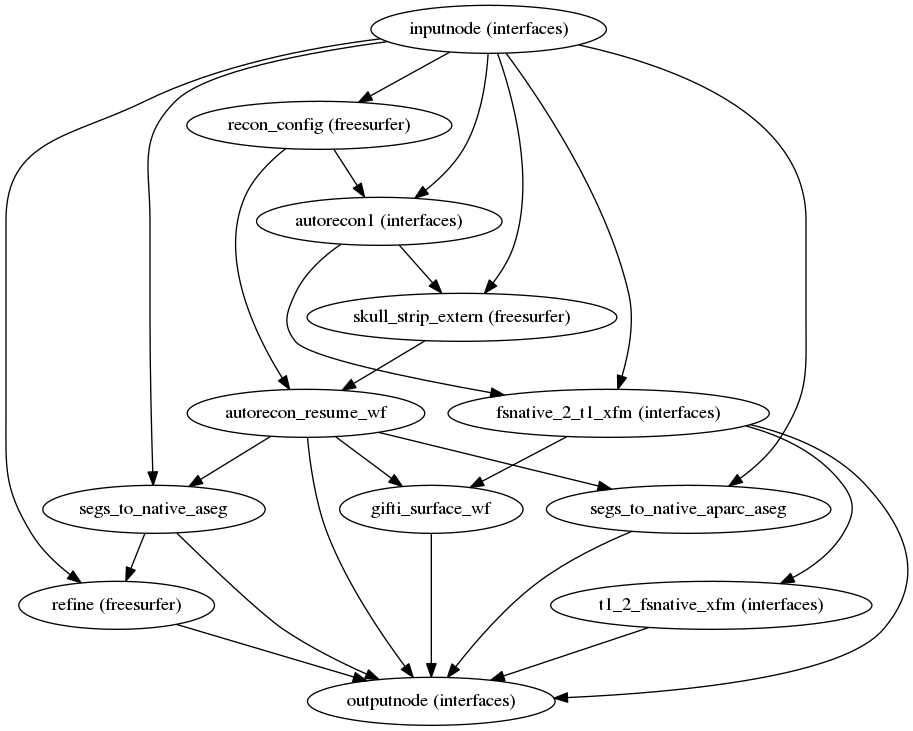 inputnode (interfaces)
recon_config (freesurfer)
autorecon1 (interfaces)
skull_strip_extern (freesurfer)
autorecon_resume_wf
fsnative_2_t1_xfm (interfaces)
segs_to_native_aseg
gifti_surface_wf
segs_to_native_aparc_aseg
refine (freesurfer)
t1_2_fsnative_xfm (interfaces)
outputnode (interfaces)